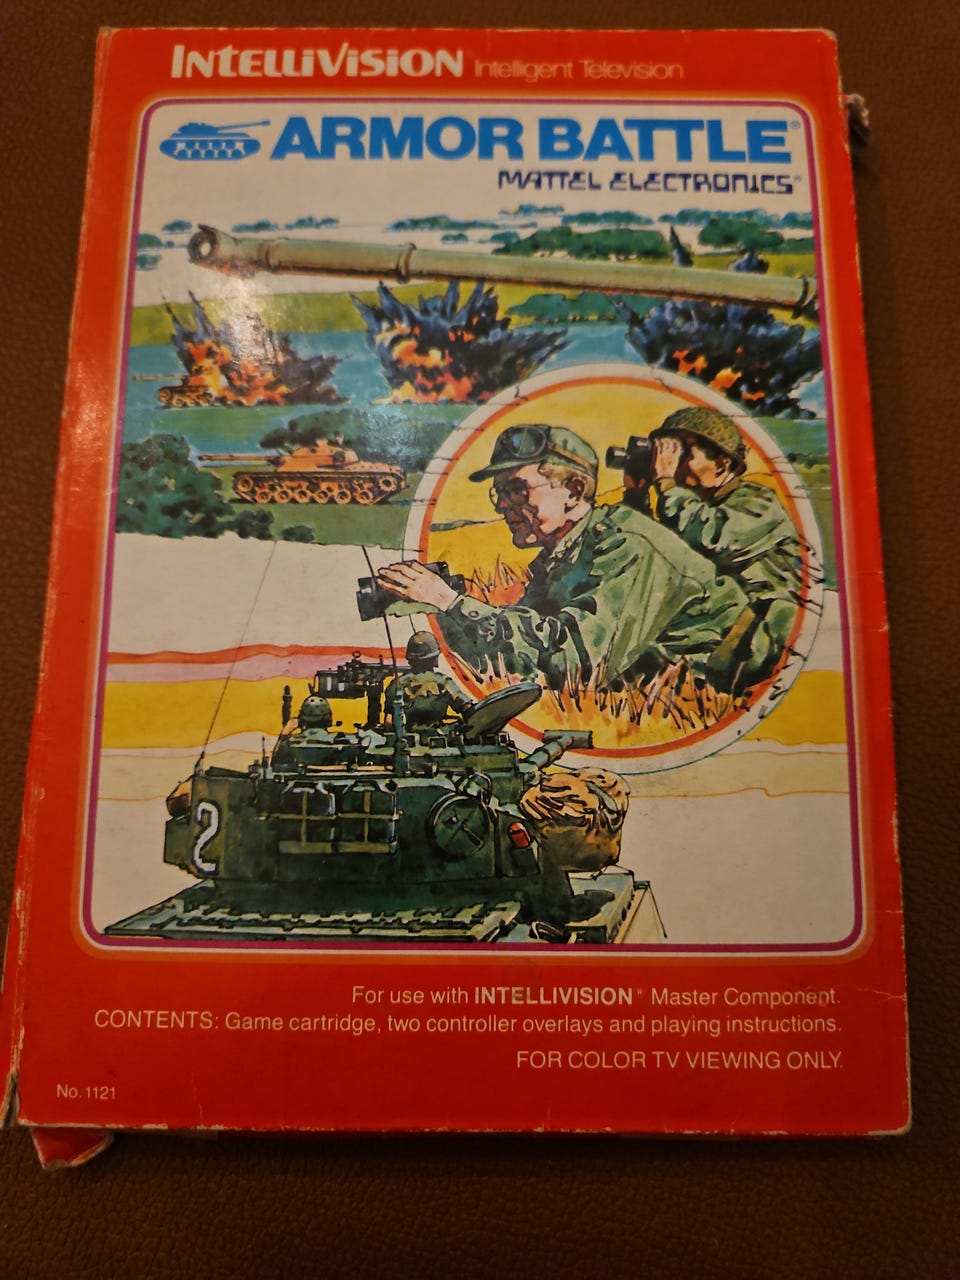 INTELLIVISION Intelligent Television
ARMOR BATTLE®
MATTEL ELECTRONICS®
2
For use with INTELLIVISION® Master Component.
CONTENTS: Game cartridge, two controller overlays and playing instructions.
FOR COLOR TV VIEWING ONLY.
No. 1121